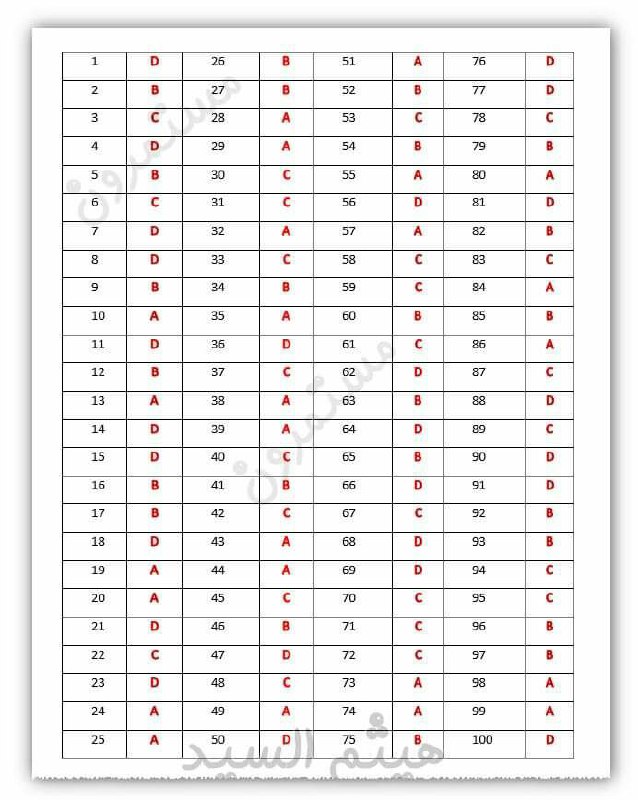 1 D 26 B 51 A 76 D
2 B 27 B 52 B 77 D
3 C 28 A 53 C 78 C
4 D 29 A 54 B 79 B
5 B 30 C 55 A 80 A
6 C 31 C 56 D 81 D
7 D 32 A 57 A 82 B
8 D 33 C 58 C 83 C
9 B 34 B 59 C 84 A
10 A 35 A 60 B 85 B
11 D 36 D 61 C 86 A
12 B 37 C 62 D 87 C
13 A 38 A 63 B 88 D
14 D 39 A 64 D 89 C
15 D 40 C 65 B 90 D
16 B 41 B 66 D 91 D
17 B 42 C 67 C 92 B
18 D 43 A 68 D 93 B
19 A 44 A 69 D 94 C
20 A 45 C 70 C 95 C
21 D 46 B 71 C 96 B
22 C 47 D 72 C 97 B
23 D 48 C 73 A 98 A
24 A 49 A 74 A 99 A
25 A 50 D 75 B 100 D
مستمرون
مستمرون
هيثم السيد